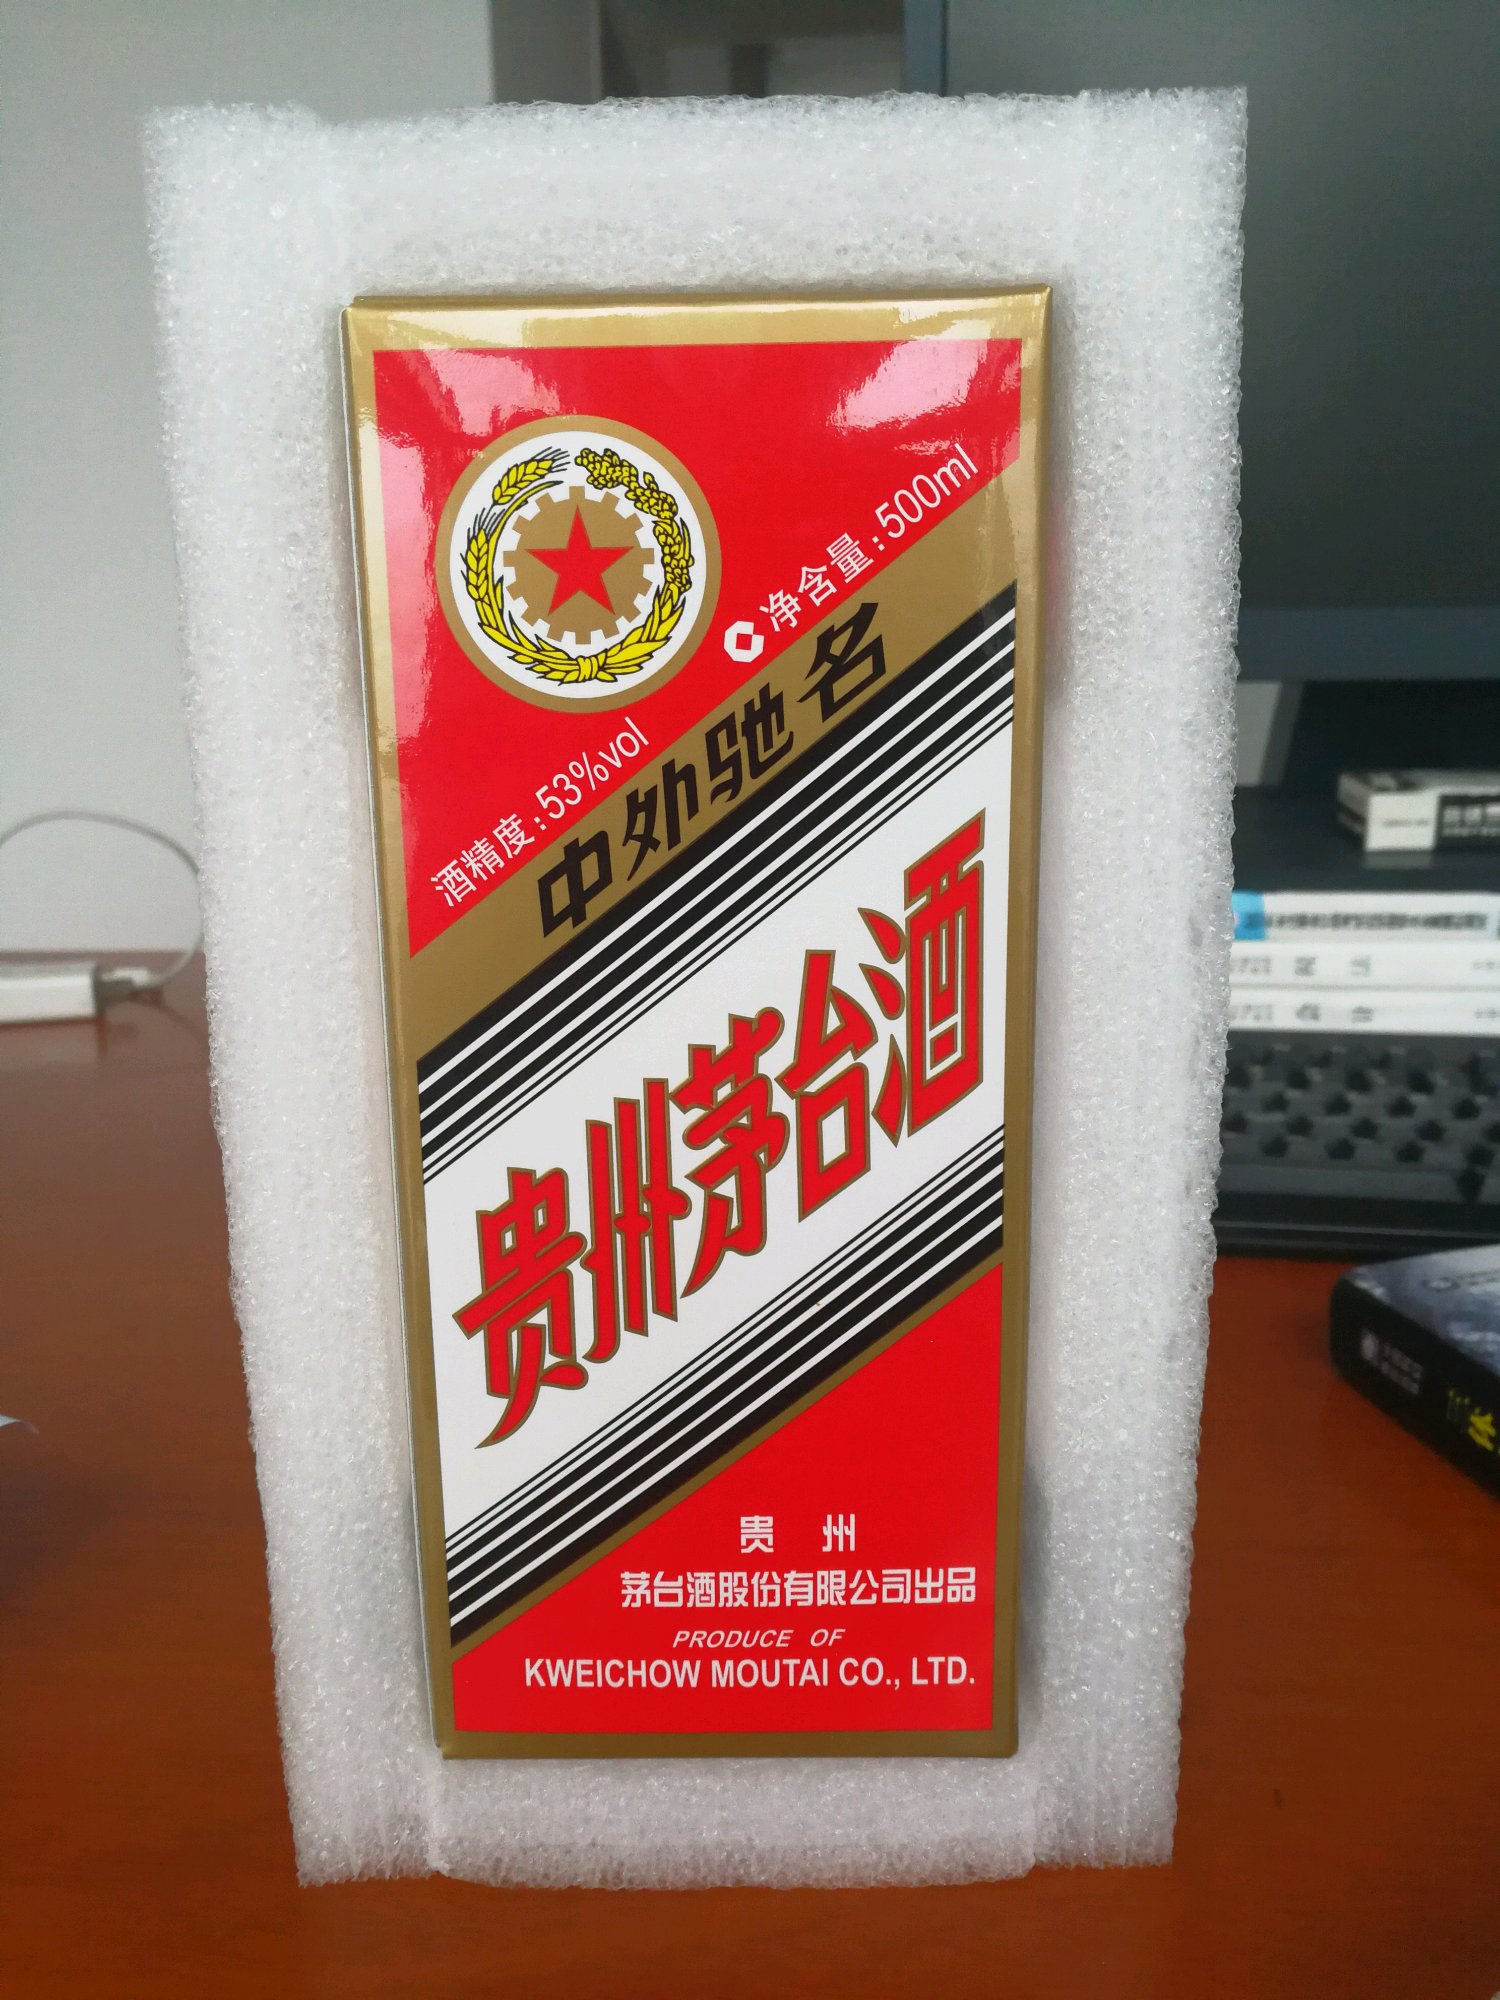 净含量:500ml
酒精度:53%vol
中外驰名
贵州茅台酒
贵州
茅台酒股份有限公司出品
PRODUCE OF
KWEICHOW MOUTAI CO., LTD.